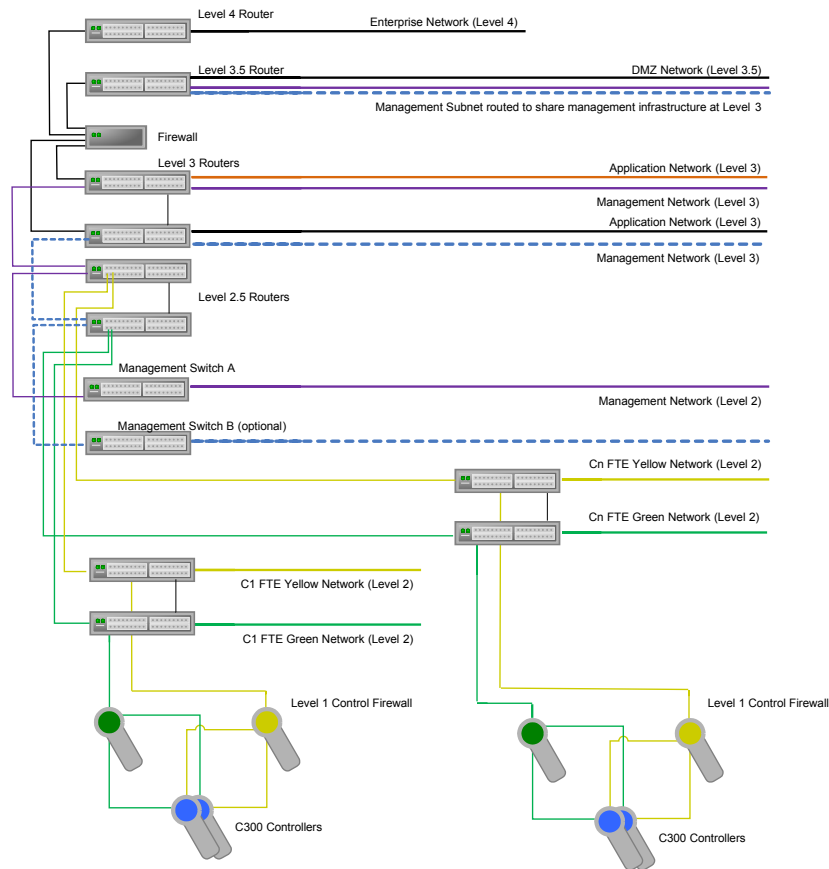 Level 4 Router
Enterprise Network (Level 4)
Level 3.5 Router
DMZ Network (Level 3.5)
Management Subnet routed to share management infrastructure at Level 3
Firewall
Level 3 Routers
Application Network (Level 3)
Management Network (Level 3)
Application Network (Level 3)
Management Network (Level 3)
Level 2.5 Routers
Management Switch A
Management Network (Level 2)
Management Switch B (optional)
Cn FTE Yellow Network (Level 2)
Cn FTE Green Network (Level 2)
C1 FTE Yellow Network (Level 2)
C1 FTE Green Network (Level 2)
Level 1 Control Firewall
Level 1 Control Firewall
C300 Controllers
C300 Controllers